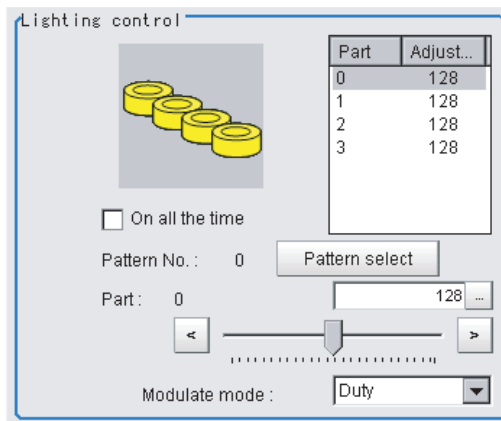 Lighting control
Part Adjust...
0 128
1 128
2 128
3 128
On all the time
Pattern No. : 0 Pattern select
Part : 0 128 ...
< >
Modulate mode : Duty